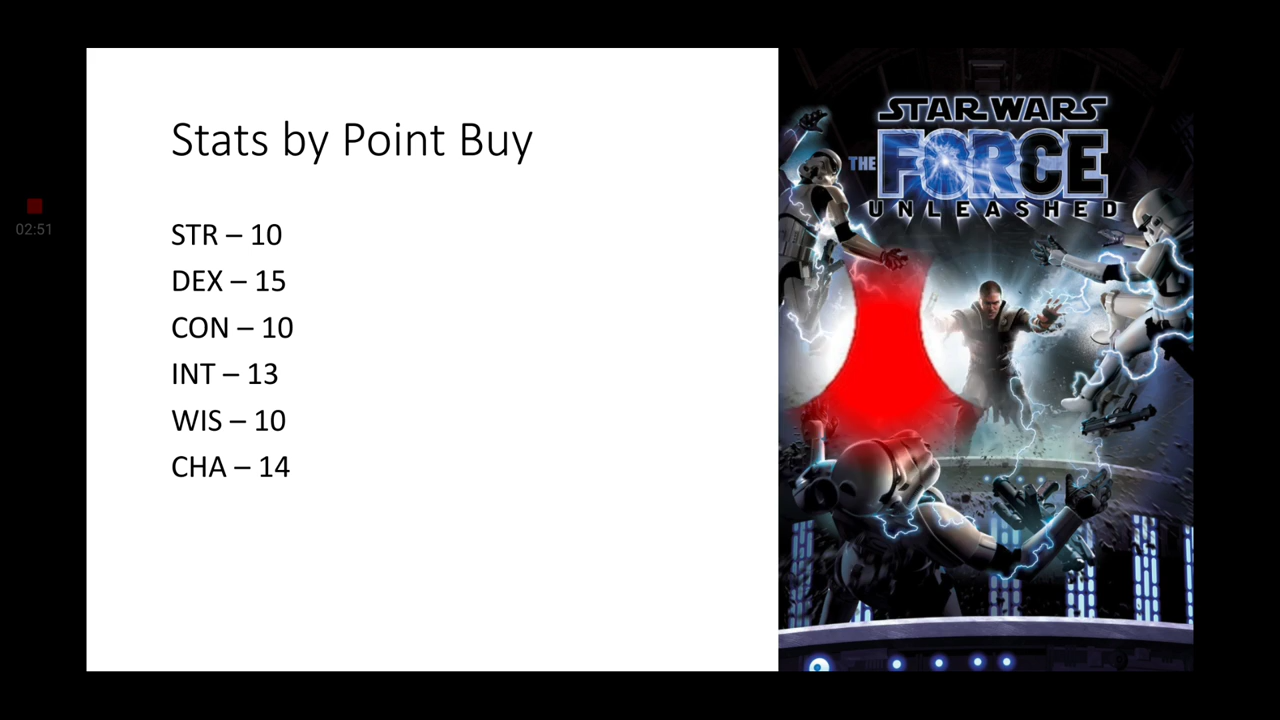 Stats by Point Buy
STR – 10
DEX – 15
CON – 10
INT – 13
WIS – 10
CHA – 14
02:51
STAR WARS
THE FORCE
UNLEASHED